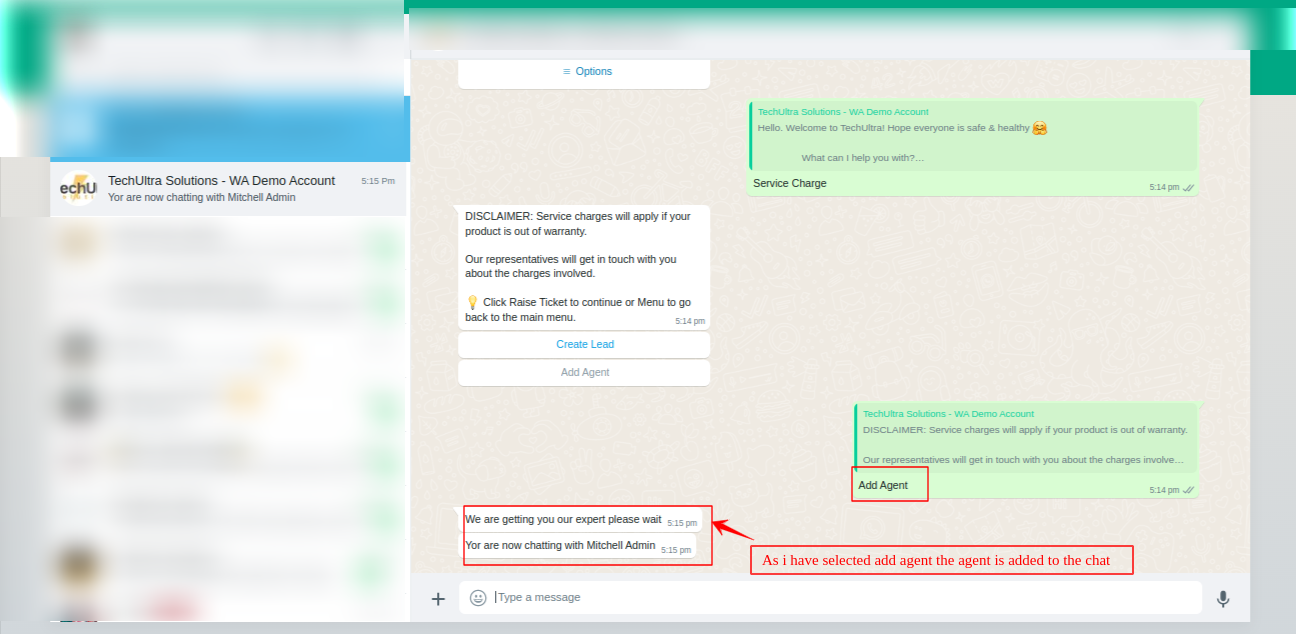 echU
TechUltra Solutions - WA Demo Account
5:15 Pm
Yor are now chatting with Mitchell Admin
Options
TechUltra Solutions - WA Demo Account
Hello. Welcome to TechUltra! Hope everyone is safe & healthy 🤗
What can I help you with?…
Service Charge
5:14 pm
DISCLAIMER: Service charges will apply if your
product is out of warranty.
Our representatives will get in touch with you
about the charges involved.
💡 Click Raise Ticket to continue or Menu to go
back to the main menu.
5:14 pm
Create Lead
Add Agent
TechUltra Solutions - WA Demo Account
DISCLAIMER: Service charges will apply if your product is out of warranty.
Our representatives will get in touch with you about the charges involve…
Add Agent
5:14 pm
We are getting you our expert please wait
5:15 pm
Yor are now chatting with Mitchell Admin
5:15 pm
As i have selected add agent the agent is added to the chat
Type a message